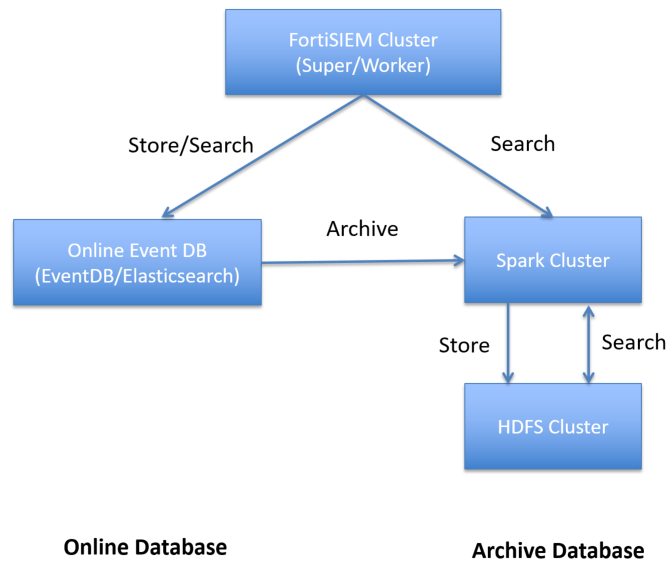 FortiSIEM Cluster
(Super/Worker)
Store/Search
Search
Online Event DB
(EventDB/Elasticsearch)
Archive
Spark Cluster
Store
Search
HDFS Cluster
Online Database
Archive Database